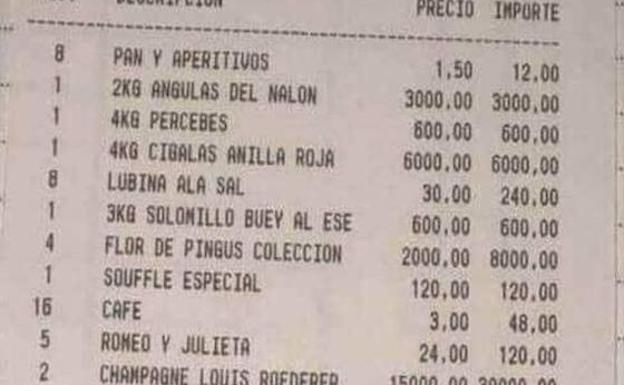 DESCRIPCION PRECIO IMPORTE
8 PAN Y APERITIVOS 1,50 12,00
1 2KG ANGULAS DEL NALON 3000,00 3000,00
1 4KG PERCEBES 600,00 600,00
1 4KG CIGALAS ANILLA ROJA 6000,00 6000,00
8 LUBINA ALA SAL 30,00 240,00
1 3KG SOLOMILLO BUEY AL ESE 600,00 600,00
4 FLOR DE PINGUS COLECCION 2000,00 8000,00
1 SOUFFLE ESPECIAL 120,00 120,00
16 CAFE 3,00 48,00
5 ROMEO Y JULIETA 24,00 120,00
2 CHAMPAGNE LOUIS ROEDERER 15000,00 30000,00